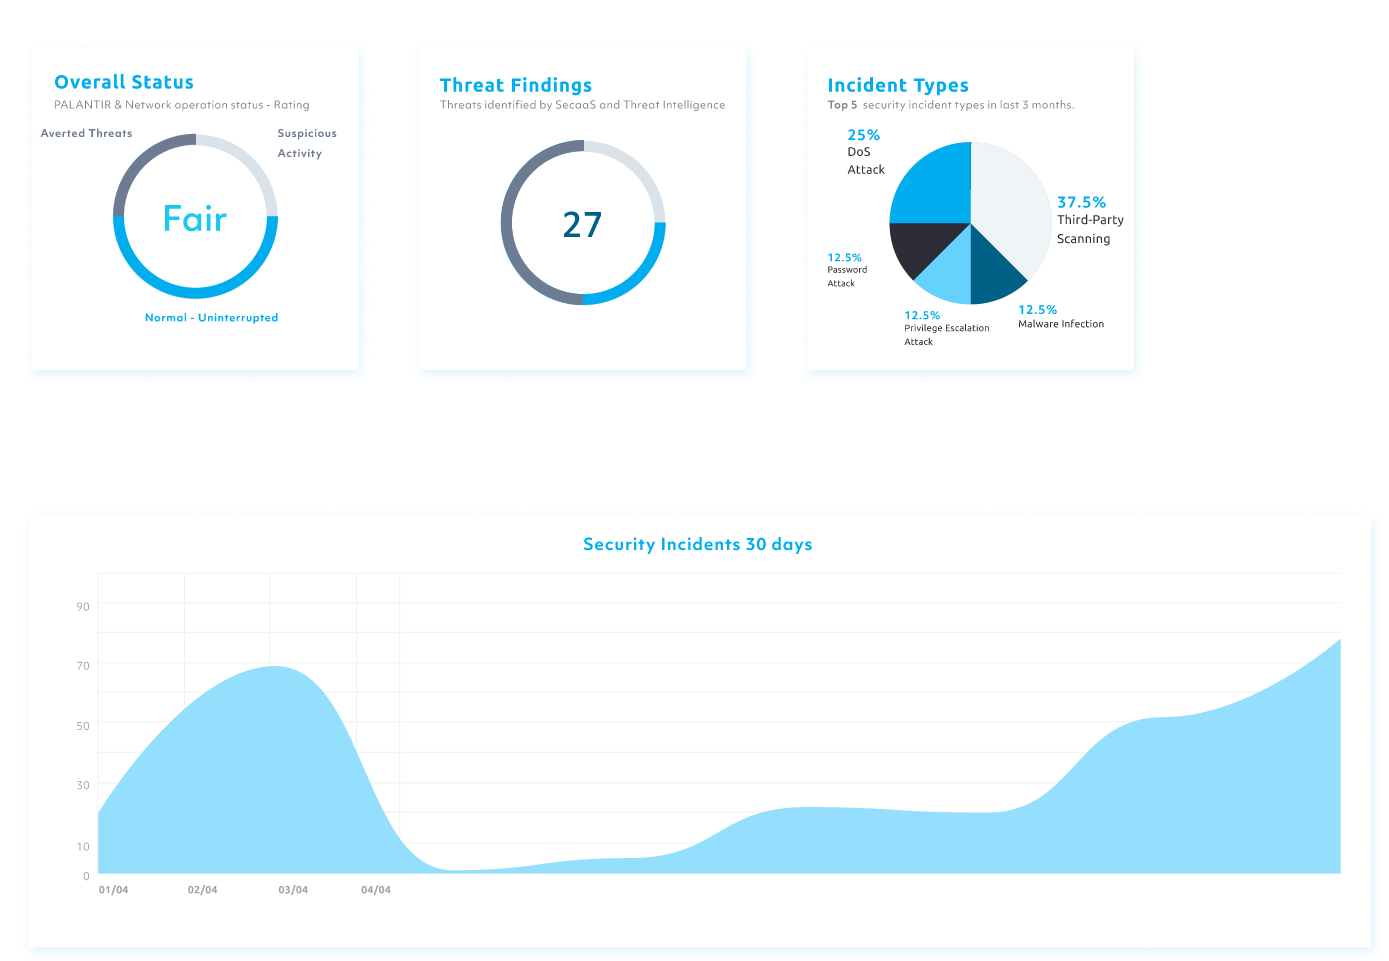 Overall Status
PALANTIR & Network operation status - Rating
Averted Threats
Suspicious
Activity
Fair
Normal - Uninterrupted
Threat Findings
Threats identified by SecaaS and Threat Intelligence
27
Incident Types
Top 5 security incident types in last 3 months.
25%
DoS
Attack
37.5%
Third-Party
Scanning
12.5%
Password
Attack
12.5%
Privilege Escalation
Attack
12.5%
Malware Infection
Security Incidents 30 days
90
70
50
30
10
0
01/04 02/04 03/04 04/04